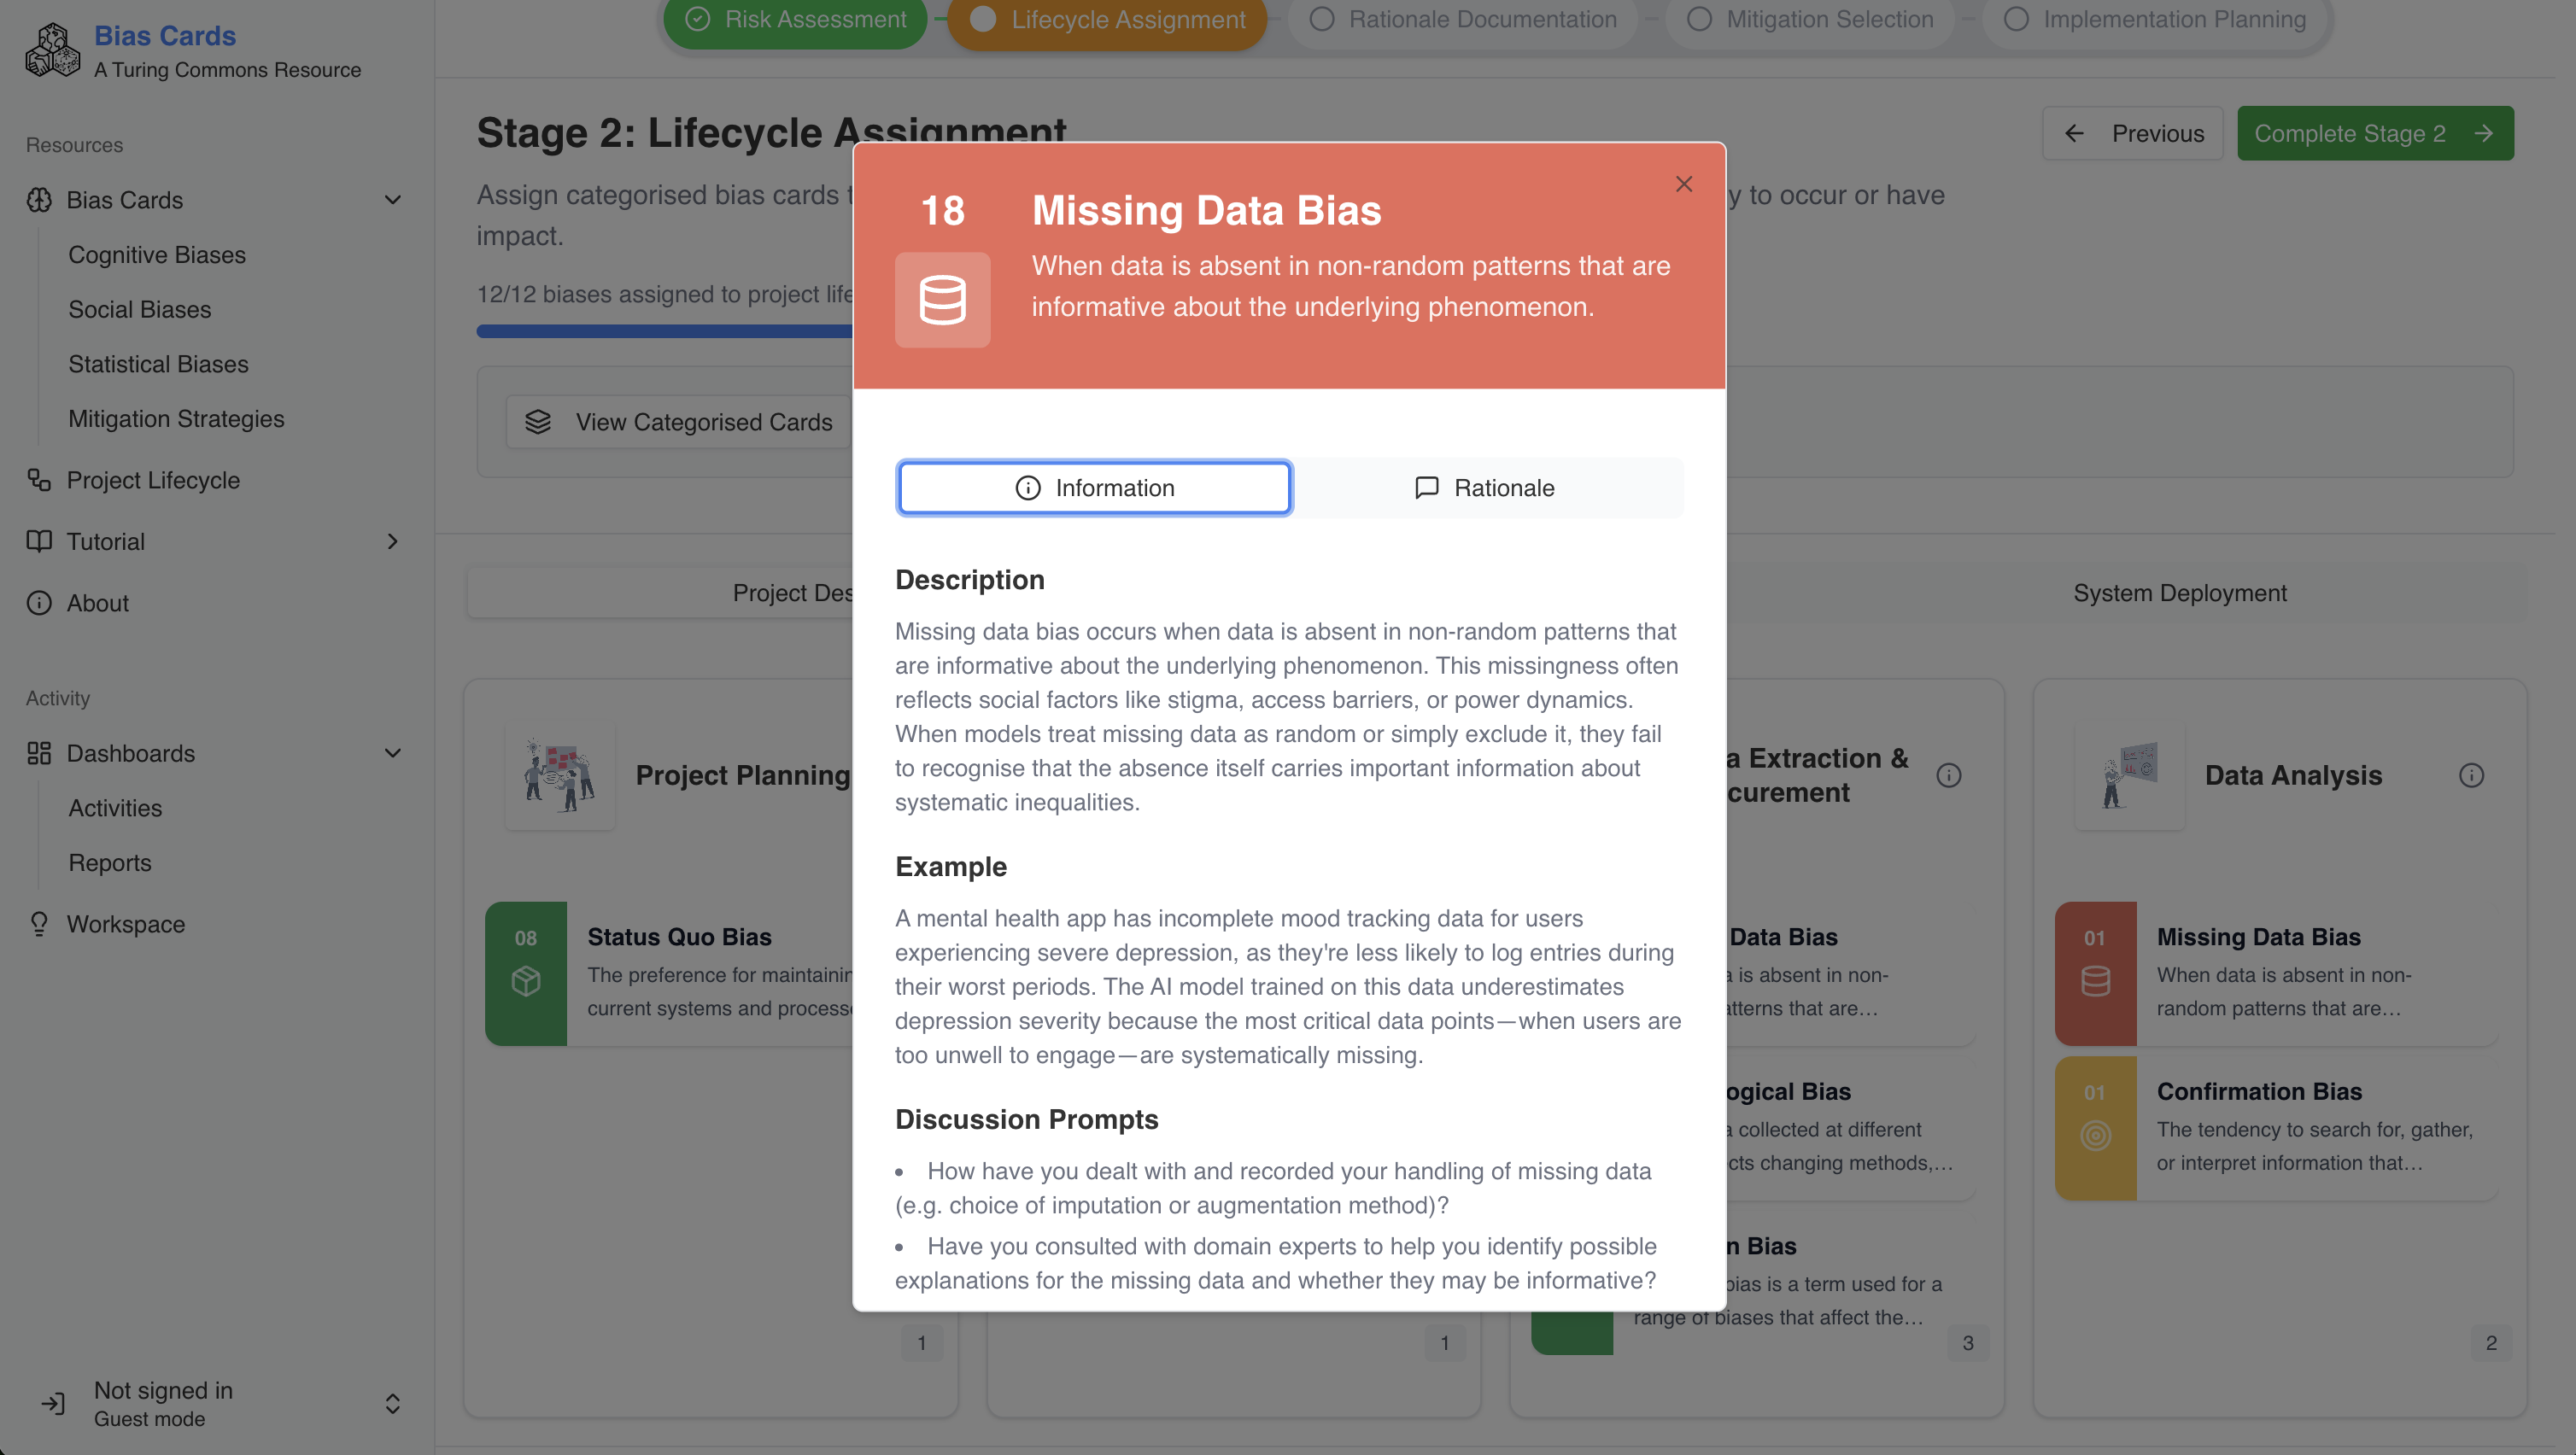 Bias Cards
A Turing Commons Resource
Resources
Bias Cards
Cognitive Biases
Social Biases
Statistical Biases
Mitigation Strategies
Project Lifecycle
Tutorial
About
Activity
Dashboards
Activities
Reports
Workspace
Not signed in
Guest mode
Risk Assessment
Lifecycle Assignment
Rationale Documentation
Mitigation Selection
Implementation Planning
Stage 2: Lifecycle Assignment
Previous
Complete Stage 2
Assign categorised bias cards t
y to occur or have
impact.
12/12 biases assigned to project life
View Categorised Cards
Project Des
System Deployment
Project Planning
a Extraction &
curement
Data Analysis
08
Status Quo Bias
The preference for maintainin
current systems and process
1
1
Data Bias
a is absent in non-
tterns that are…
ogical Bias
a collected at different
cts changing methods,…
n Bias
bias is a term used for a
range of biases that affect the…
3
01
Missing Data Bias
When data is absent in non-
random patterns that are…
01
Confirmation Bias
The tendency to search for, gather,
or interpret information that…
2
18
Missing Data Bias
When data is absent in non-random patterns that are
informative about the underlying phenomenon.
Information
Rationale
Description
Missing data bias occurs when data is absent in non-random patterns that
are informative about the underlying phenomenon. This missingness often
reflects social factors like stigma, access barriers, or power dynamics.
When models treat missing data as random or simply exclude it, they fail
to recognise that the absence itself carries important information about
systematic inequalities.
Example
A mental health app has incomplete mood tracking data for users
experiencing severe depression, as they're less likely to log entries during
their worst periods. The AI model trained on this data underestimates
depression severity because the most critical data points—when users are
too unwell to engage—are systematically missing.
Discussion Prompts
• How have you dealt with and recorded your handling of missing data
(e.g. choice of imputation or augmentation method)?
• Have you consulted with domain experts to help you identify possible
explanations for the missing data and whether they may be informative?